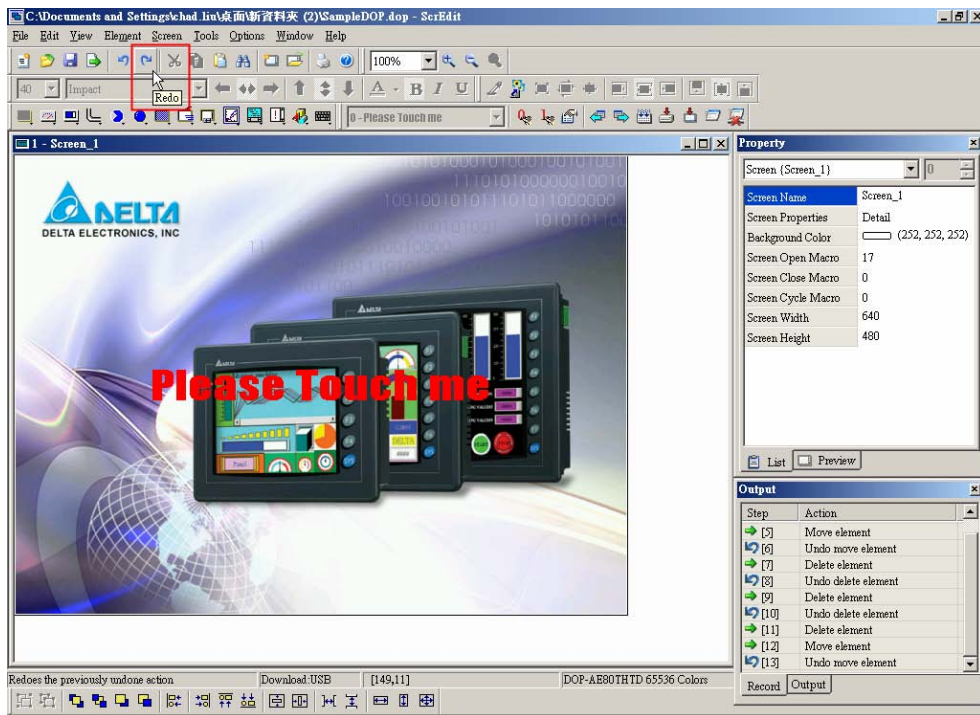 C:\Documents and Settings\chad.liu\桌面\新資料夾 (2)\SampleDOP.dop - ScrEdit
File Edit View Element Screen Tools Options Window Help
100%
40 Impact
Redo
0 - Please Touch me
1 - Screen_1
DELTA
DELTA ELECTRONICS, INC
Please Touch me
Property
Screen {Screen_1} 0
Screen Name Screen_1
Screen Properties Detail
Background Color (252, 252, 252)
Screen Open Macro 17
Screen Close Macro 0
Screen Cycle Macro 0
Screen Width 640
Screen Height 480
List Preview
Output
Step Action
[5] Move element
[6] Undo move element
[7] Delete element
[8] Undo delete element
[9] Delete element
[10] Undo delete element
[11] Delete element
[12] Move element
[13] Undo move element
Record Output
Redoes the previously undone action Download:USB [149,11] DOP-AE80THTD 65536 Colors